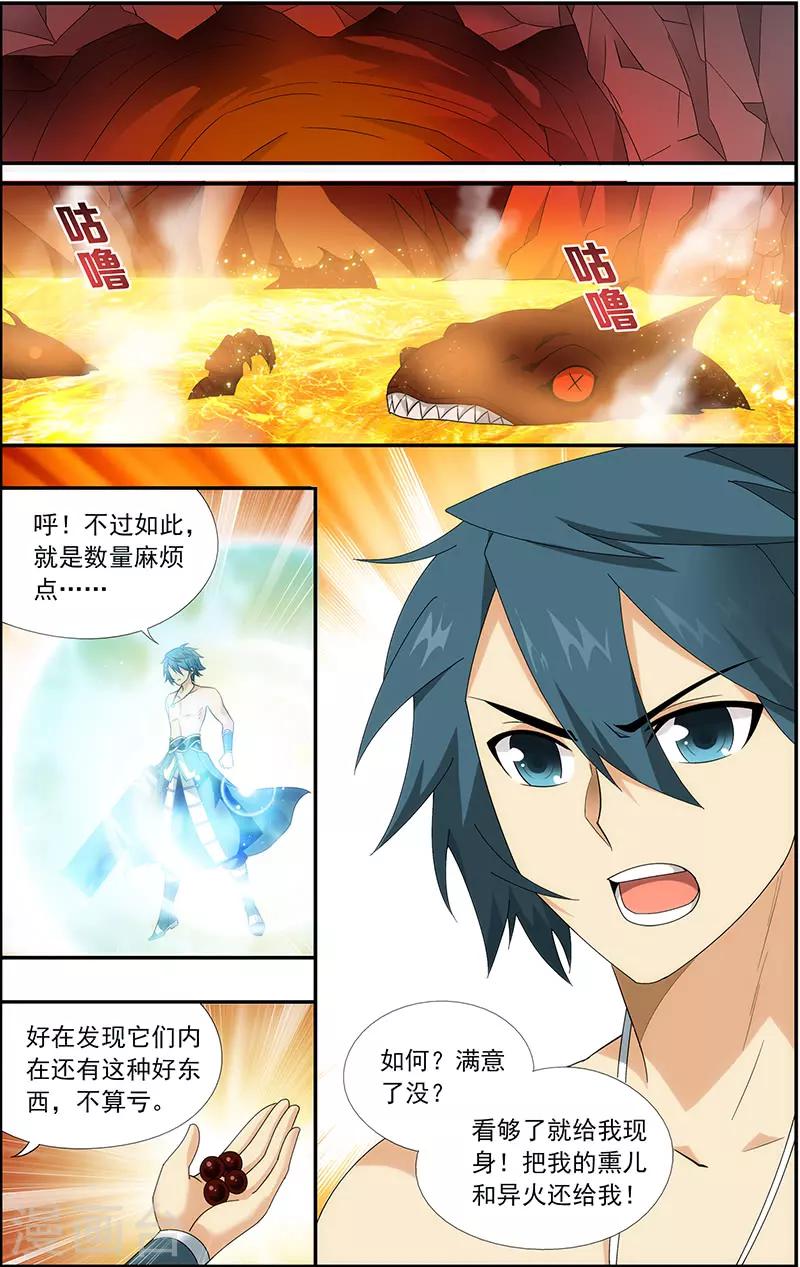 咕噜
咕噜
呼！不过如此，
就是数量麻烦
点……
好在发现它们内
在还有这种好东
西，不算亏。
如何？满意
了没？
看够了就给我现
身！把我的熏儿
和异火还给我！
漫画台